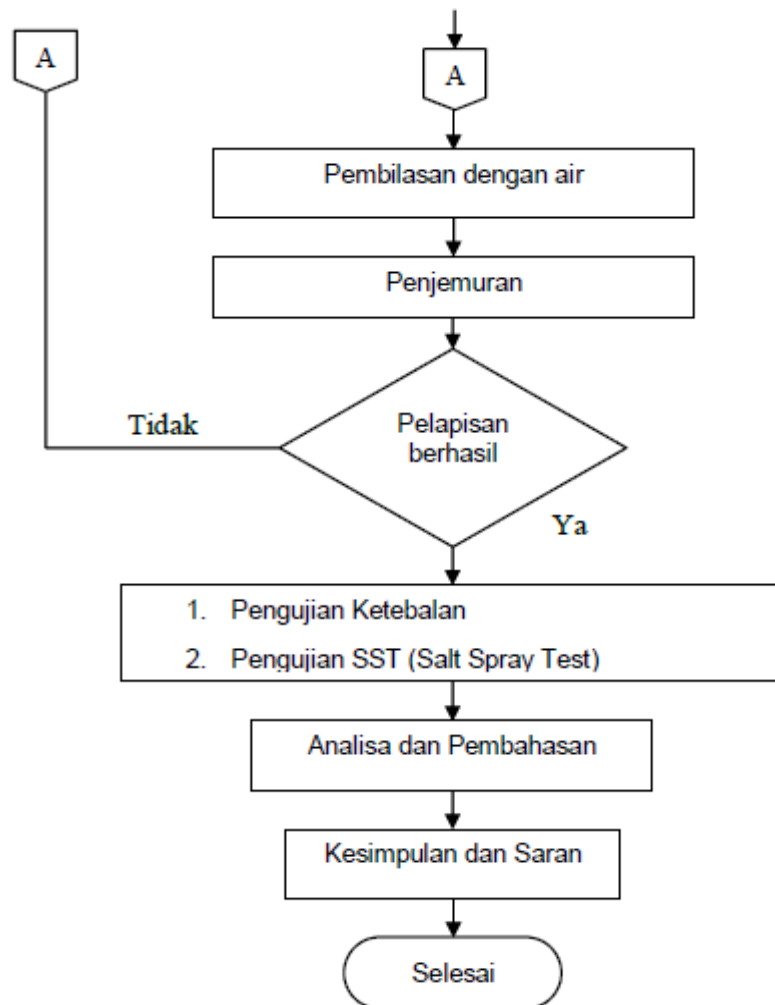 A
A
Pembilasan dengan air
Penjemuran
Tidak
Pelapisan
berhasil
Ya
1. Pengujian Ketebalan
2. Pengujian SST (Salt Spray Test)
Analisa dan Pembahasan
Kesimpulan dan Saran
Selesai